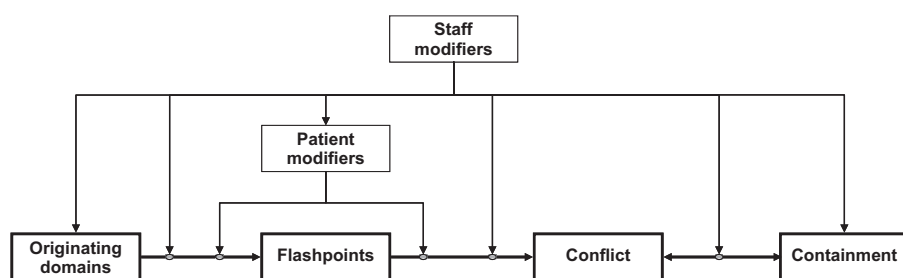 Staff
modifiers
Patient
modifiers
Originating
domains
Flashpoints
Conflict
Containment